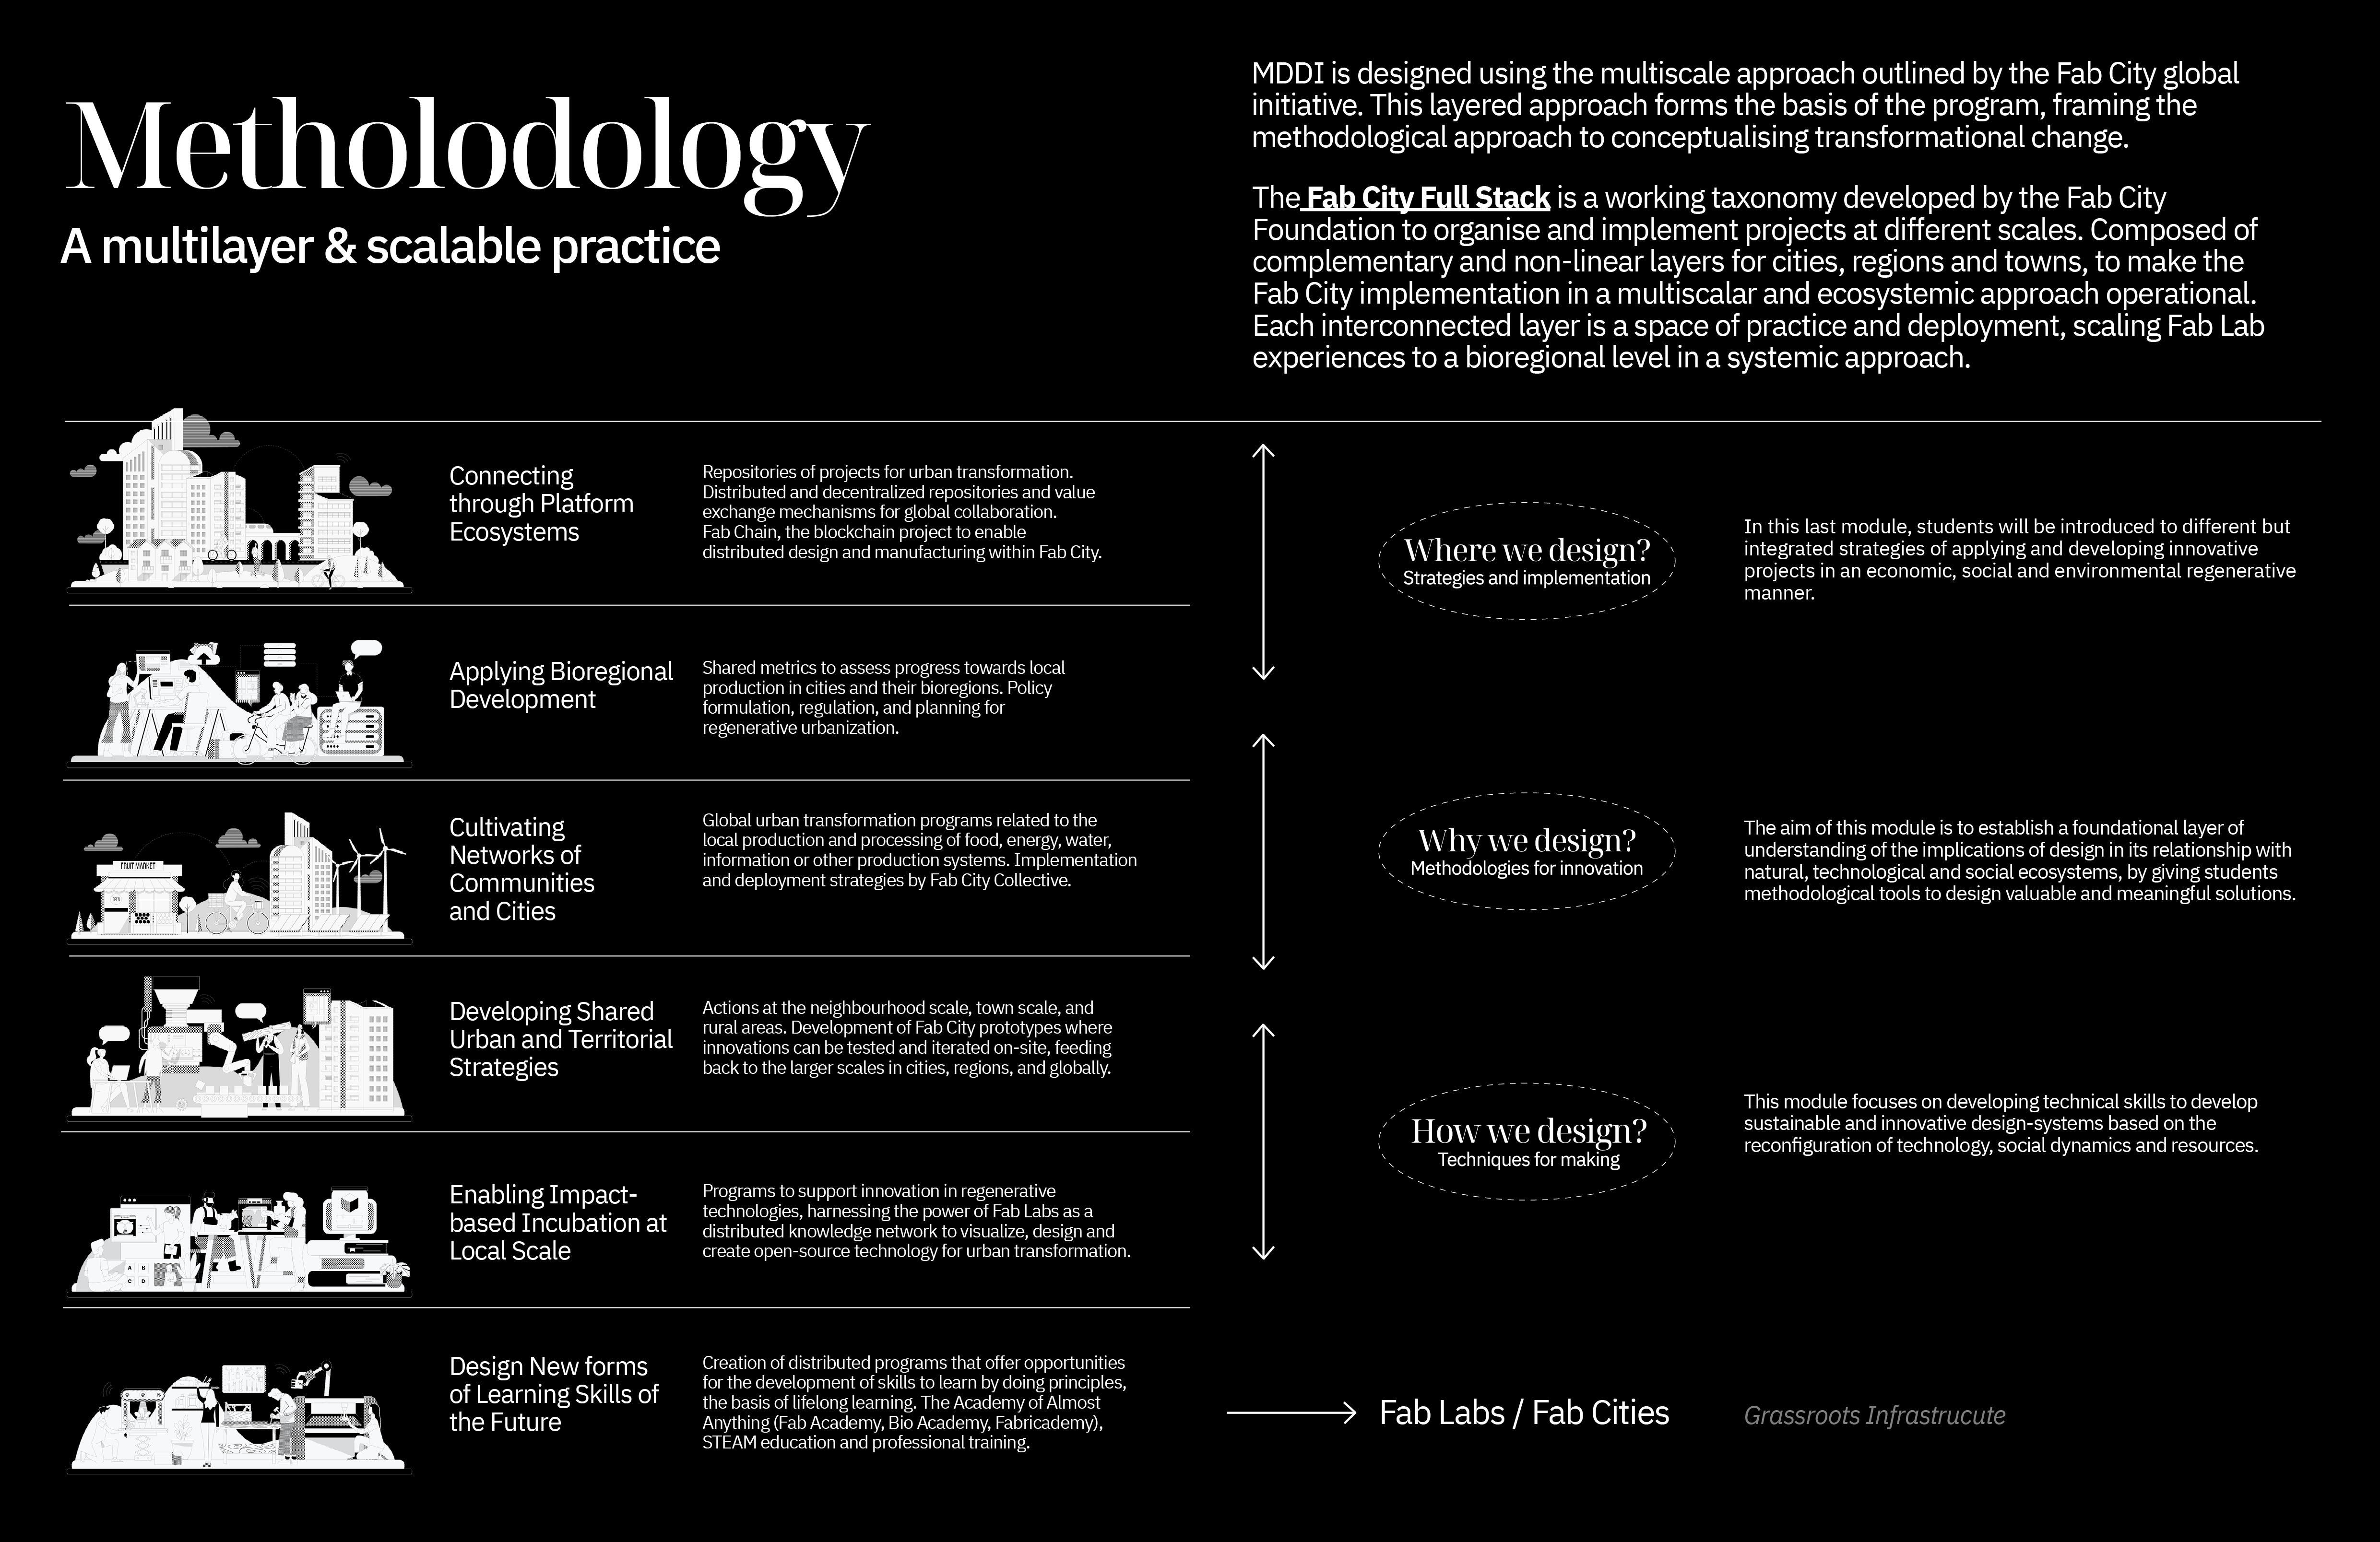 Metholodology
A multilayer & scalable practice
MDDI is designed using the multiscale approach outlined by the Fab City global
initiative. This layered approach forms the basis of the program, framing the
methodological approach to conceptualising transformational change.
The Fab City Full Stack is a working taxonomy developed by the Fab City
Foundation to organise and implement projects at different scales. Composed of
complementary and non-linear layers for cities, regions and towns, to make the
Fab City implementation in a multiscalar and ecosystemic approach operational.
Each interconnected layer is a space of practice and deployment, scaling Fab Lab
experiences to a bioregional level in a systemic approach.
Connecting
through Platform
Ecosystems
Repositories of projects for urban transformation.
Distributed and decentralized repositories and value
exchange mechanisms for global collaboration.
Fab Chain, the blockchain project to enable
distributed design and manufacturing within Fab City.
Applying Bioregional
Development
Shared metrics to assess progress towards local
production in cities and their bioregions. Policy
formulation, regulation, and planning for
regenerative urbanization.
FRUIT MARKET
Cultivating
Networks of
Communities
and Cities
Global urban transformation programs related to the
local production and processing of food, energy, water,
information or other production systems. Implementation
and deployment strategies by Fab City Collective.
Developing Shared
Urban and Territorial
Strategies
Actions at the neighbourhood scale, town scale, and
rural areas. Development of Fab City prototypes where
innovations can be tested and iterated on-site, feeding
back to the larger scales in cities, regions, and globally.
A B
C D
Enabling Impact-
based Incubation at
Local Scale
Programs to support innovation in regenerative
technologies, harnessing the power of Fab Labs as a
distributed knowledge network to visualize, design and
create open-source technology for urban transformation.
Design New forms
of Learning Skills of
the Future
Creation of distributed programs that offer opportunities
for the development of skills to learn by doing principles,
the basis of lifelong learning. The Academy of Almost
Anything (Fab Academy, Bio Academy, Fabricademy),
STEAM education and professional training.
Where we design?
Strategies and implementation
In this last module, students will be introduced to different but
integrated strategies of applying and developing innovative
projects in an economic, social and environmental regenerative
manner.
Why we design?
Methodologies for innovation
The aim of this module is to establish a foundational layer of
understanding of the implications of design in its relationship with
natural, technological and social ecosystems, by giving students
methodological tools to design valuable and meaningful solutions.
How we design?
Techniques for making
This module focuses on developing technical skills to develop
sustainable and innovative design-systems based on the
reconfiguration of technology, social dynamics and resources.
Fab Labs / Fab Cities
Grassroots Infrastrucute